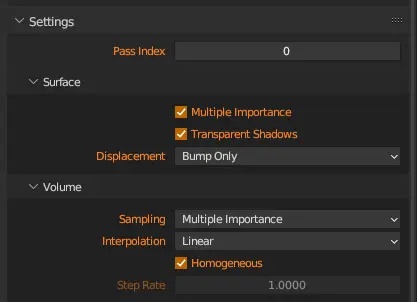 Settings
Pass Index 0
Surface
Multiple Importance
Transparent Shadows
Displacement Bump Only
Volume
Sampling Multiple Importance
Interpolation Linear
Homogeneous
Step Rate 1.0000